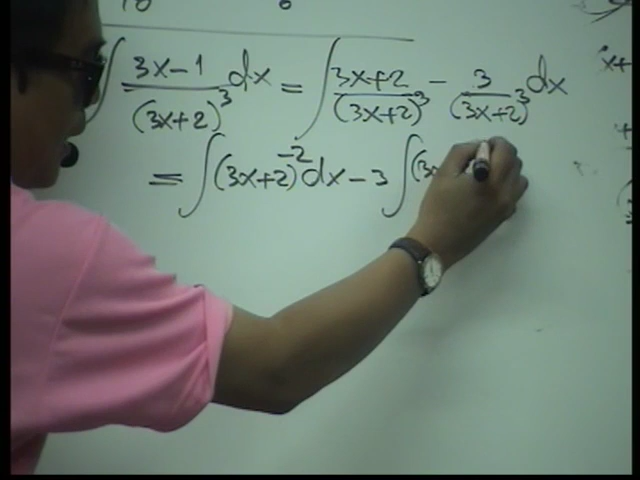 ∫ (3x-1)/(3x+2)³ dx = ∫ (3x+2)/(3x+2)³ - 3/(3x+2)³ dx
= ∫ (3x+2)⁻² dx - 3 ∫ (3x